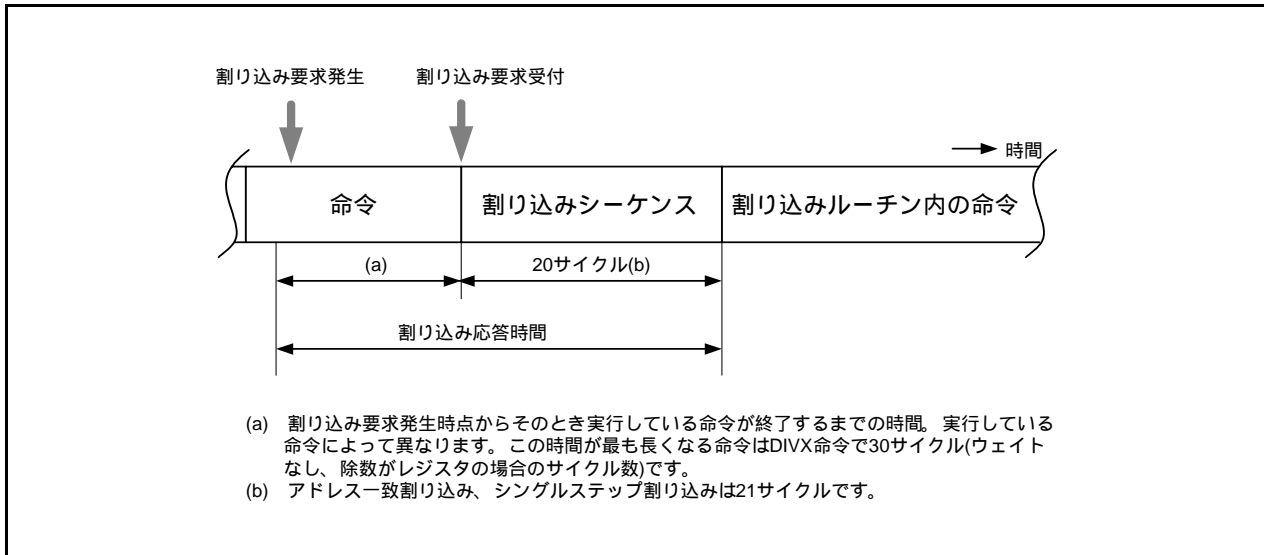 割り込み要求発生 割り込み要求受付
時間
命令 割り込みシーケンス 割り込みルーチン内の命令
(a) 20サイクル(b)
割り込み応答時間
(a) 割り込み要求発生時点からそのとき実行している命令が終了するまでの時間。実行している
命令によって異なります。この時間が最も長くなる命令はDIVX命令で30サイクル(ウェイト
なし、除数がレジスタの場合のサイクル数)です。
(b) アドレス一致割り込み、シングルステップ割り込みは21サイクルです。